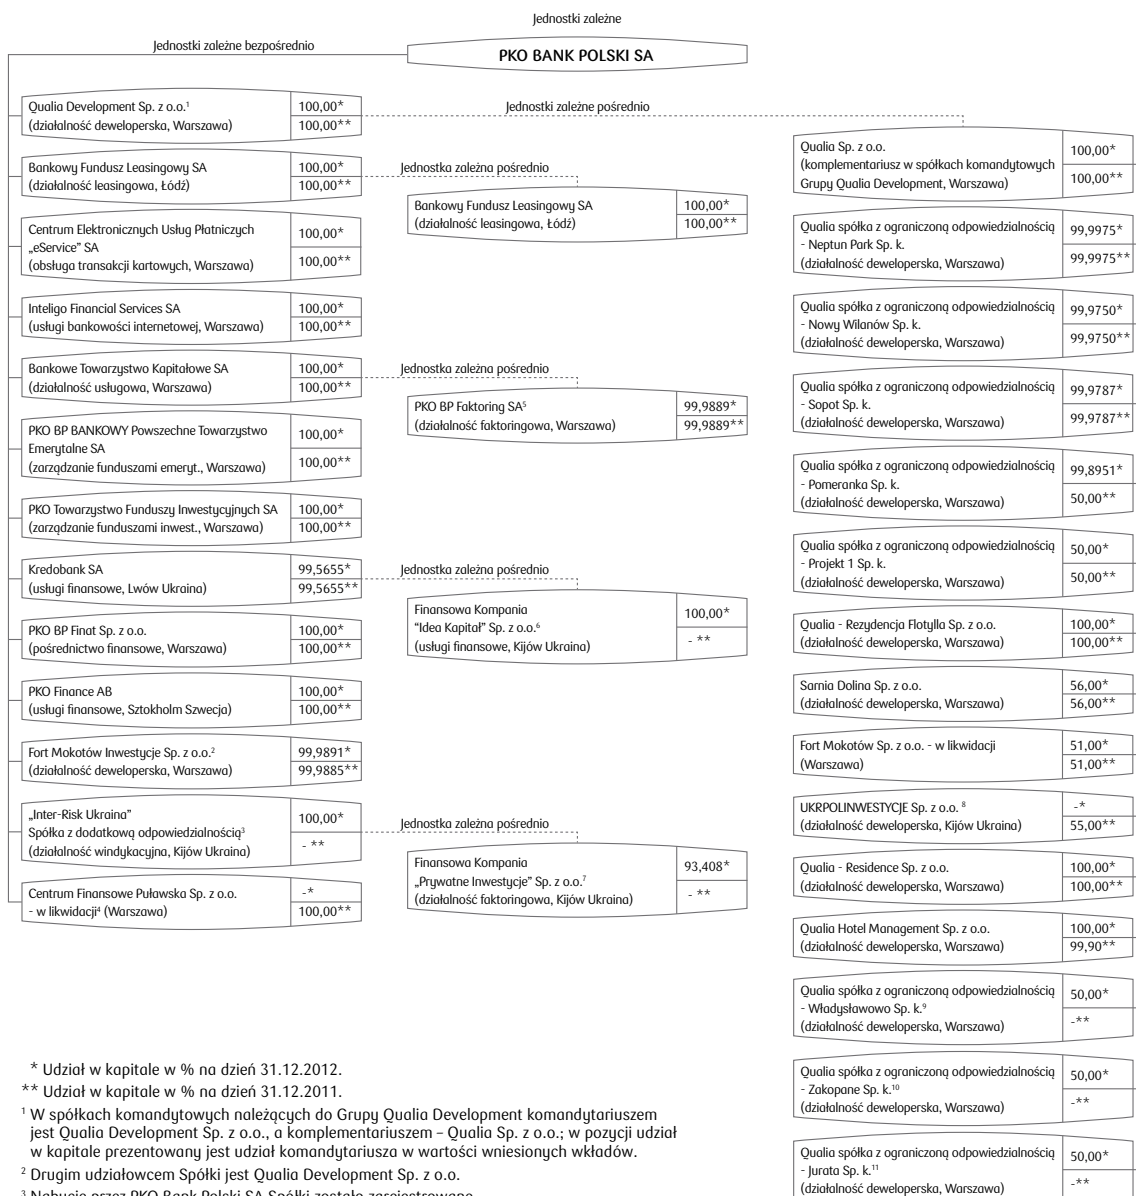 Jednostki zależne
Jednostki zależne bezpośrednio
PKO BANK POLSKI SA
Qualia Development Sp. z o.o.¹ 100,00*
(działalność deweloperska, Warszawa) 100,00**
Bankowy Fundusz Leasingowy SA 100,00*
(działalność leasingowa, Łódź) 100,00**
Centrum Elektronicznych Usług Płatniczych
„eService” SA
(obsługa transakcji kartowych, Warszawa)
100,00*
100,00**
Inteligo Financial Services SA 100,00*
(usługi bankowości internetowej, Warszawa) 100,00**
Bankowe Towarzystwo Kapitałowe SA 100,00*
(działalność usługowa, Warszawa) 100,00**
PKO BP BANKOWY Powszechne Towarzystwo
Emerytalne SA
(zarządzanie funduszami emeryt., Warszawa)
100,00*
100,00**
PKO Towarzystwo Funduszy Inwestycyjnych SA 100,00*
(zarządzanie funduszami inwest., Warszawa) 100,00**
Kredobank SA 99,5655*
(usługi finansowe, Lwów Ukraina) 99,5655**
PKO BP Finat Sp. z o.o. 100,00*
(pośrednictwo finansowe, Warszawa) 100,00**
PKO Finance AB 100,00*
(usługi finansowe, Sztokholm Szwecja) 100,00**
Fort Mokotów Inwestycje Sp. z o.o.² 99,9891*
(działalność deweloperska, Warszawa) 99,9885**
„Inter-Risk Ukraina”
Spółka z dodatkową odpowiedzialnością³
(działalność windykacyjna, Kijów Ukraina)
100,00*
- **
Centrum Finansowe Puławska Sp. z o.o. -*
- w likwidacji⁴ (Warszawa) 100,00**
Jednostka zależna pośrednio
Bankowy Fundusz Leasingowy SA 100,00*
(działalność leasingowa, Łódź) 100,00**
Jednostka zależna pośrednio
PKO BP Faktoring SA⁵ 99,9889*
(działalność faktoringowa, Warszawa) 99,9889**
Jednostka zależna pośrednio
Finansowa Kompania
“Idea Kapitał” Sp. z o.o.⁶
(usługi finansowe, Kijów Ukraina)
100,00*
- **
Jednostka zależna pośrednio
Finansowa Kompania
„Prywatne Inwestycje” Sp. z o.o.⁷
(działalność faktoringowa, Kijów Ukraina)
93,408*
- **
Jednostki zależne pośrednio
Qualia Sp. z o.o.
(komplementariusz w spółkach komandytowych
Grupy Qualia Development, Warszawa)
100,00*
100,00**
Qualia spółka z ograniczoną odpowiedzialnością
- Neptun Park Sp. k.
(działalność deweloperska, Warszawa)
99,9975*
99,9975**
Qualia spółka z ograniczoną odpowiedzialnością
- Nowy Wilanów Sp. k.
(działalność deweloperska, Warszawa)
99,9750*
99,9750**
Qualia spółka z ograniczoną odpowiedzialnością
- Sopot Sp. k.
(działalność deweloperska, Warszawa)
99,9787*
99,9787**
Qualia spółka z ograniczoną odpowiedzialnością
- Pomeranka Sp. k.
(działalność deweloperska, Warszawa)
99,8951*
50,00**
Qualia spółka z ograniczoną odpowiedzialnością
- Projekt 1 Sp. k.
(działalność deweloperska, Warszawa)
50,00*
50,00**
Qualia - Rezydencja Flotylla Sp. z o.o. 100,00*
(działalność deweloperska, Warszawa) 100,00**
Sarnia Dolina Sp. z o.o. 56,00*
(działalność deweloperska, Warszawa) 56,00**
Fort Mokotów Sp. z o.o. - w likwidacji 51,00*
(Warszawa) 51,00**
UKRPOLINWESTYCJE Sp. z o.o. ⁸ -*
(działalność deweloperska, Kijów Ukraina) 55,00**
Qualia - Residence Sp. z o.o. 100,00*
(działalność deweloperska, Warszawa) 100,00**
Qualia Hotel Management Sp. z o.o. 100,00*
(działalność deweloperska, Warszawa) 99,90**
Qualia spółka z ograniczoną odpowiedzialnością
- Władysławowo Sp. k.⁹
(działalność deweloperska, Warszawa)
50,00*
-**
Qualia spółka z ograniczoną odpowiedzialnością
- Zakopane Sp. k.¹⁰
(działalność deweloperska, Warszawa)
50,00*
-**
Qualia spółka z ograniczoną odpowiedzialnością
- Jurata Sp. k.¹¹
(działalność deweloperska, Warszawa)
50,00*
-**
* Udział w kapitale w % na dzień 31.12.2012.
** Udział w kapitale w % na dzień 31.12.2011.
¹ W spółkach komandytowych należących do Grupy Qualia Development komandytariuszem
jest Qualia Development Sp. z o.o., a komplementariuszem – Qualia Sp. z o.o.; w pozycji udział
w kapitale prezentowany jest udział komandytariusza w wartości wniesionych wkładów.
² Drugim udziałowcem Spółki jest Qualia Development Sp. z o.o.
³ Nabycie przez PKO Bank Polski SA Spółki zostało zarejestrowane